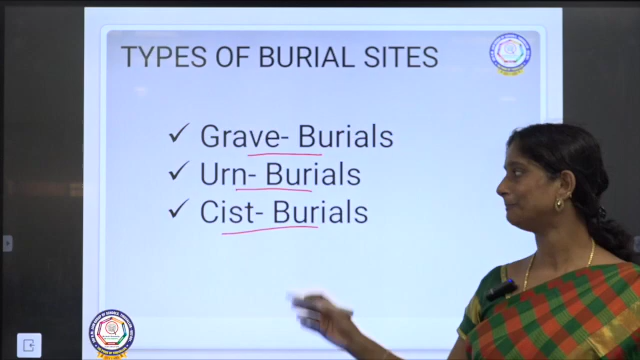 TYPES OF BURIAL SITES
✓ Grave- Burials
✓ Urn- Burials
✓ Cist- Burials